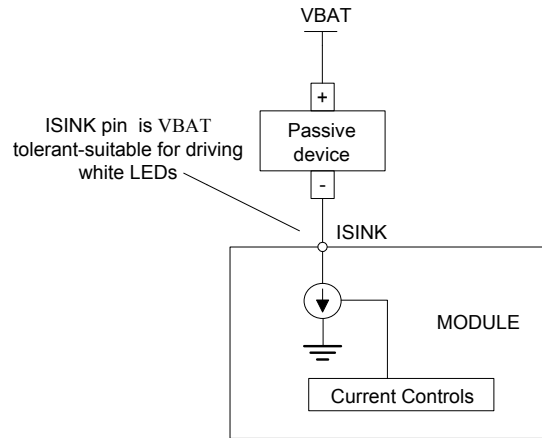 VBAT
+
ISINK pin is VBAT
tolerant-suitable for driving
white LEDs
Passive
device
-
ISINK
MODULE
Current Controls